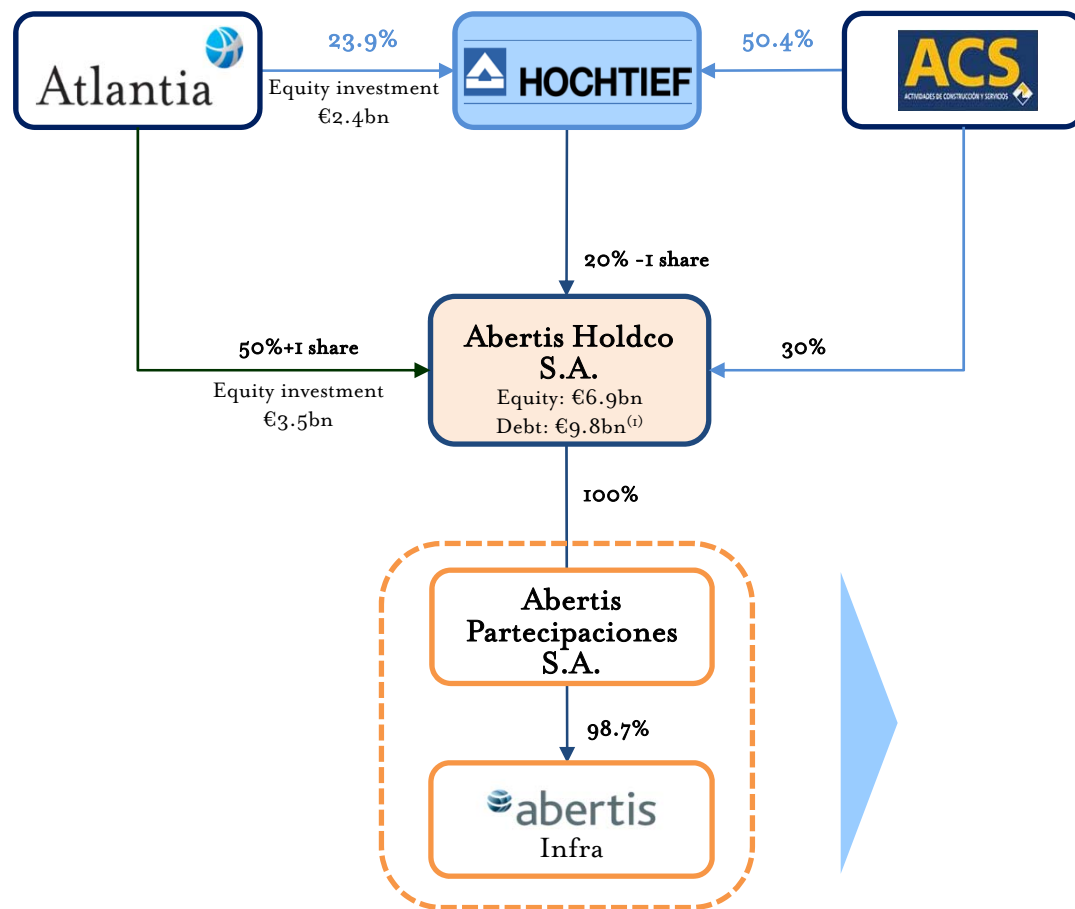 Atlantia
23.9%
Equity investment
€2.4bn
HOCHTIEF
50.4%
ACS
ACTIVIDADES DE CONSTRUCCIÓN Y SERVICIOS
20% -1 share
50%+1 share
Equity investment
€3.5bn
Abertis Holdco
S.A.
Equity: €6.9bn
Debt: €9.8bn(1)
30%
100%
Abertis
Partecipaciones
S.A.
98.7%
abertis
Infra